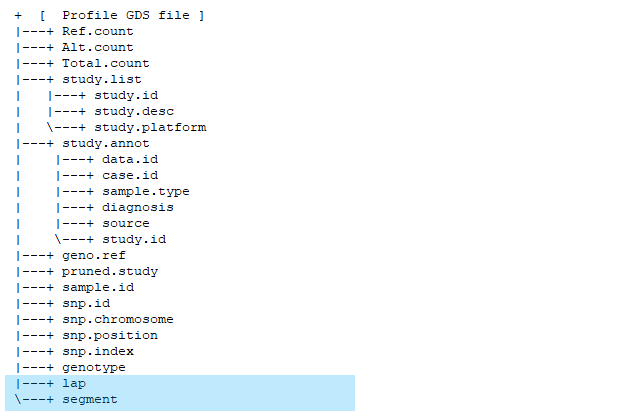 +  [  Profile GDS file ]
|---+ Ref.count
|---+ Alt.count
|---+ Total.count
|---+ study.list
|   |---+ study.id
|   |---+ study.desc
|   \---+ study.platform
|---+ study.annot
|    |---+ data.id
|    |---+ case.id
|    |---+ sample.type
|    |---+ diagnosis
|    |---+ source
|    \---+ study.id
|---+ geno.ref
|---+ pruned.study
|---+ sample.id
|---+ snp.id
|---+ snp.chromosome
|---+ snp.position
|---+ snp.index
|---+ genotype
|---+ lap
\---+ segment